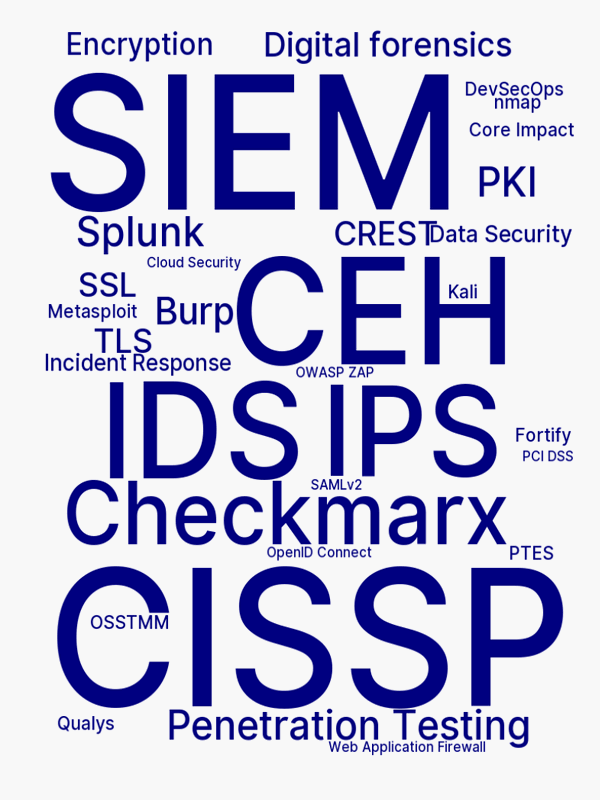 Encryption
Digital forensics
SIEM
DevSecOps
nmap
Core Impact
PKI
Splunk
CREST
Data Security
Cloud Security
CEH
SSL
Kali
Metasploit
Burp
TLS
Incident Response
OWASP ZAP
IDS
IPS
Fortify
PCI DSS
SAMLv2
Checkmarx
OpenID Connect
PTES
CISSP
OSSTMM
Qualys
Penetration Testing
Web Application Firewall